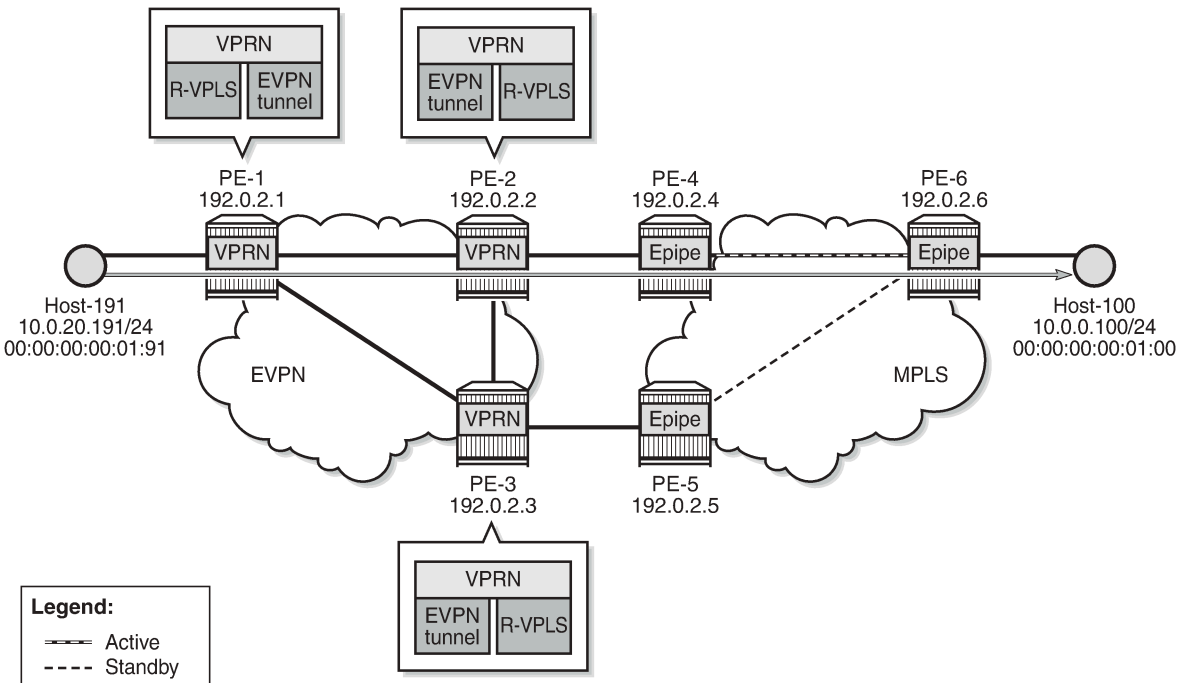 VPRN
R-VPLS
EVPN
tunnel
VPRN
EVPN
tunnel
R-VPLS
PE-1
192.0.2.1
PE-2
192.0.2.2
PE-4
192.0.2.4
PE-6
192.0.2.6
VPRN
VPRN
Epipe
Epipe
Host-191
10.0.20.191/24
00:00:00:00:01:91
Host-100
10.0.0.100/24
00:00:00:00:01:00
EVPN
MPLS
VPRN
Epipe
PE-3
192.0.2.3
PE-5
192.0.2.5
VPRN
EVPN
tunnel
R-VPLS
Legend:
Active
Standby